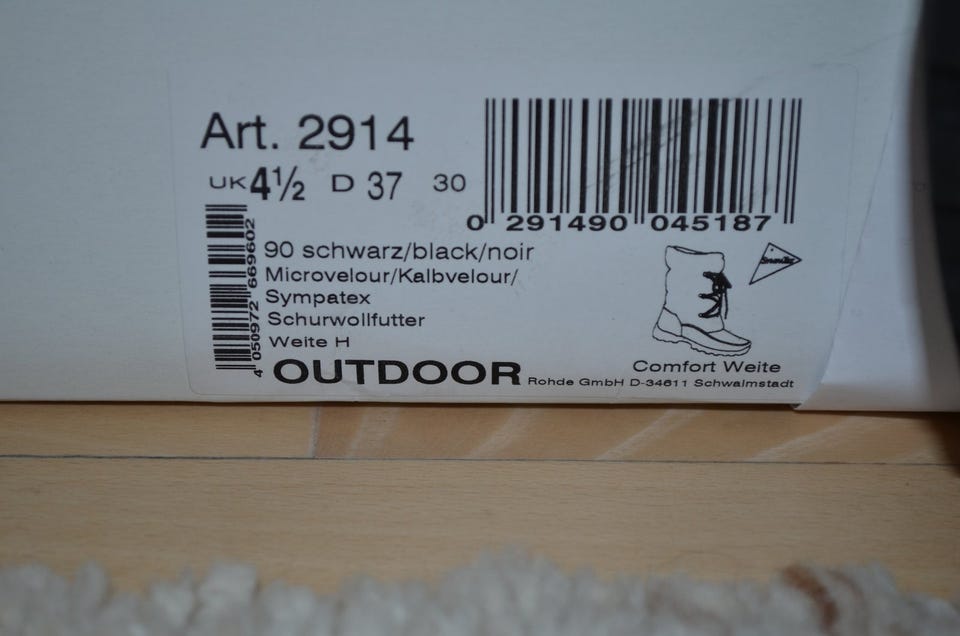 Art. 2914
UK 4½ D 37 30
0 291490 045187
4 050972 669602
90 schwarz/black/noir
Microvelour/Kalbvelour/
Sympatex
Schurwollfutter
Weite H
Comfort Weite
OUTDOOR Rohde GmbH D-34611 Schwalmstadt